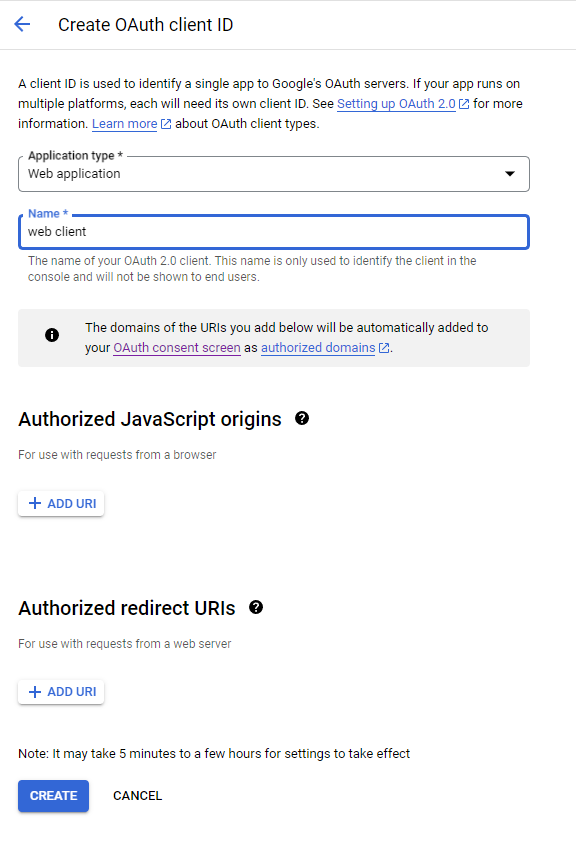 Create OAuth client ID
A client ID is used to identify a single app to Google's OAuth servers. If your app runs on
multiple platforms, each will need its own client ID. See Setting up OAuth 2.0 for more
information. Learn more about OAuth client types.
Application type *
Web application
Name *
web client
The name of your OAuth 2.0 client. This name is only used to identify the client in the
console and will not be shown to end users.
The domains of the URIs you add below will be automatically added to
your OAuth consent screen as authorized domains.
Authorized JavaScript origins
For use with requests from a browser
+ ADD URI
Authorized redirect URIs
For use with requests from a web server
+ ADD URI
Note: It may take 5 minutes to a few hours for settings to take effect
CREATE CANCEL